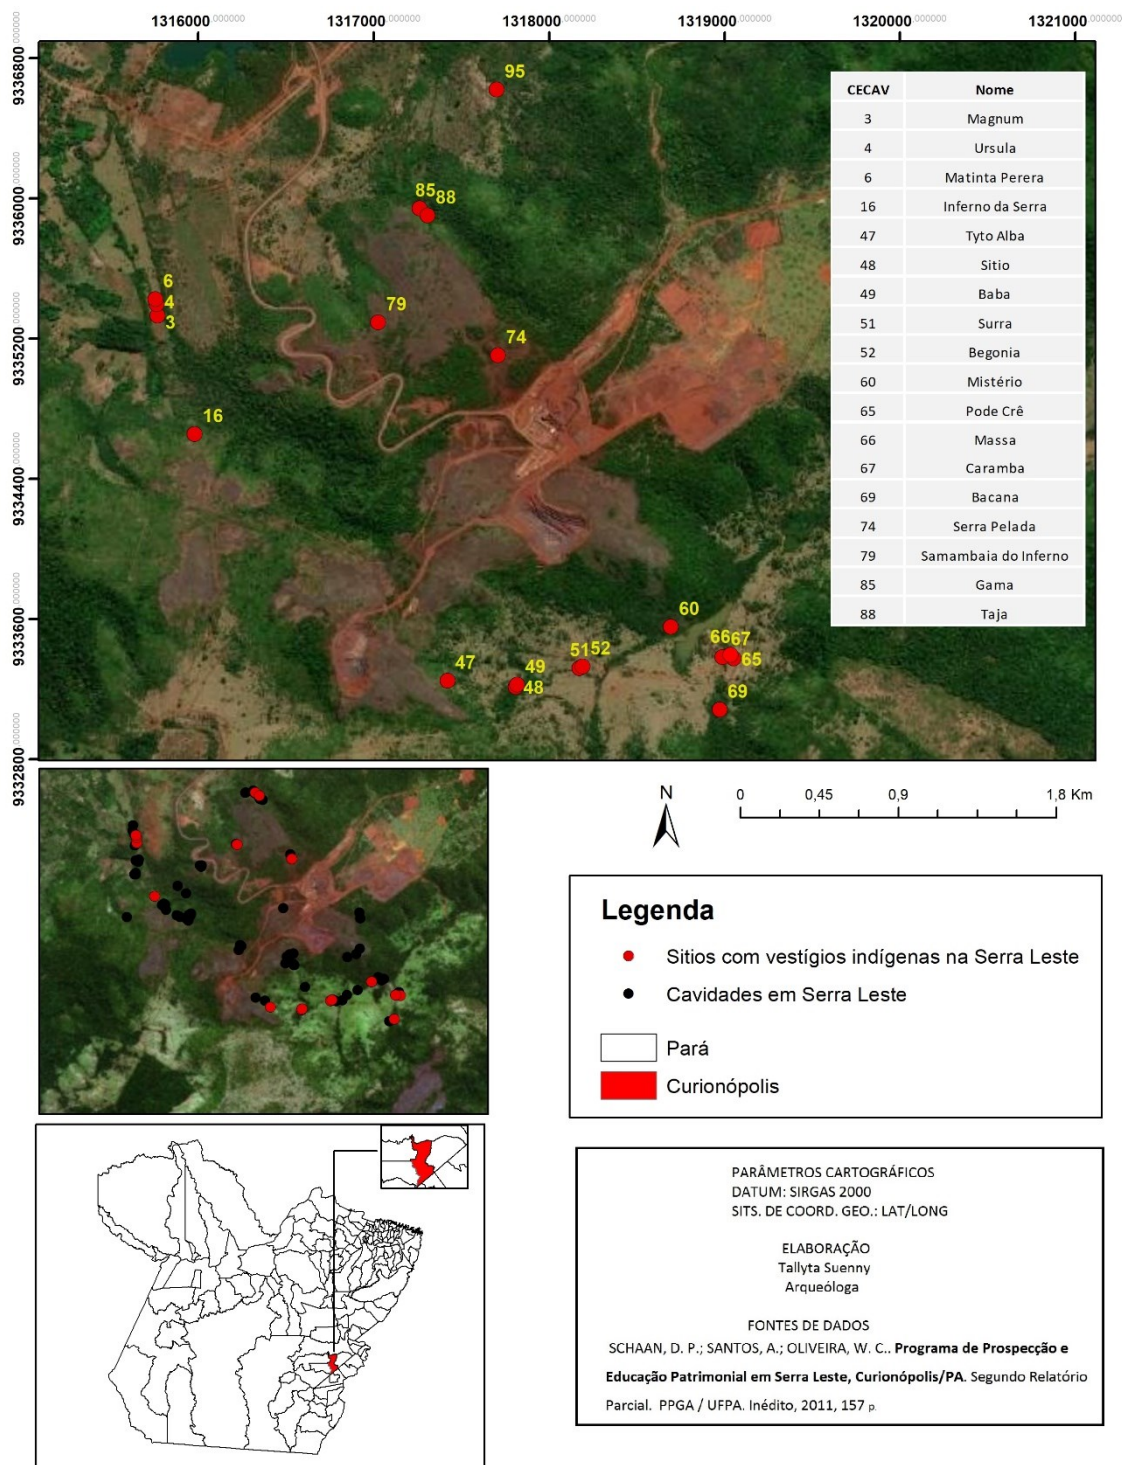 1316000,000000 1317000,000000 1318000,000000 1319000,000000 1320000,000000 1321000,000000
9336800,000000
9336000,000000
9335200,000000
9334400,000000
9333600,000000
9332800,000000
95
85 88
6
4
3
79
74
16
60
66 67
65
51 52
47
49
48
69
CECAV Nome
3 Magnum
4 Ursula
6 Matinta Perera
16 Inferno da Serra
47 Tyto Alba
48 Sitio
49 Baba
51 Surra
52 Begonia
60 Mistério
65 Pode Crê
66 Massa
67 Caramba
69 Bacana
74 Serra Pelada
79 Samambaia do Inferno
85 Gama
88 Taja
N
0 0,45 0,9 1,8 Km
Legenda
Sitios com vestígios indígenas na Serra Leste
Cavidades em Serra Leste
Pará
Curionópolis
PARÂMETROS CARTOGRÁFICOS
DATUM: SIRGAS 2000
SITS. DE COORD. GEO.: LAT/LONG
ELABORAÇÃO
Tallyta Suenny
Arqueóloga
FONTES DE DADOS
SCHAAN, D. P.; SANTOS, A.; OLIVEIRA, W. C.. Programa de Prospecção e
Educação Patrimonial em Serra Leste, Curionópolis/PA. Segundo Relatório
Parcial. PPGA / UFPA. Inédito, 2011, 157 p.